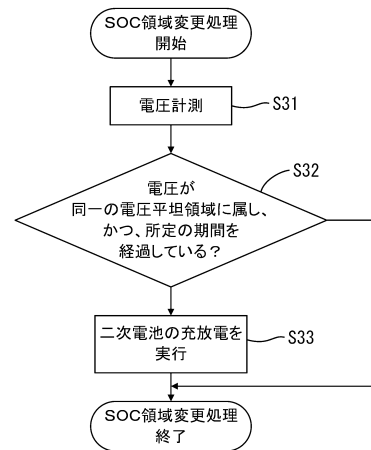 SOC領域変更処理
開始
電圧計測
S31
S32
電圧が
同一の電圧平坦領域に属し、
かつ、所定の期間を
経過している?
二次電池の充放電を
実行
S33
SOC領域変更処理
終了